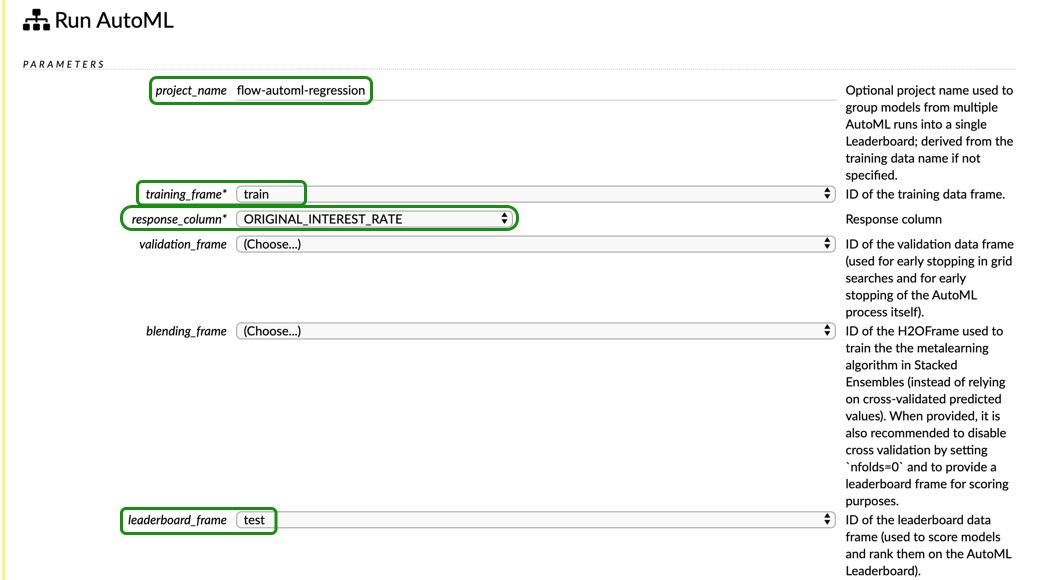 Run AutoML
PARAMETERS
project_name flow-automl-regression
Optional project name used to
group models from multiple
AutoML runs into a single
Leaderboard; derived from the
training data name if not
specified.
training_frame* train
ID of the training data frame.
response_column* ORIGINAL_INTEREST_RATE
Response column
validation_frame (Choose...)
ID of the validation data frame
(used for early stopping in grid
searches and for early
stopping of the AutoML
process itself).
blending_frame (Choose...)
ID of the H2OFrame used to
train the the metalearning
algorithm in Stacked
Ensembles (instead of relying
on cross-validated predicted
values). When provided, it is
also recommended to disable
cross validation by setting
`nfolds=0` and to provide a
leaderboard frame for scoring
purposes.
leaderboard_frame test
ID of the leaderboard data
frame (used to score models
and rank them on the AutoML
Leaderboard).